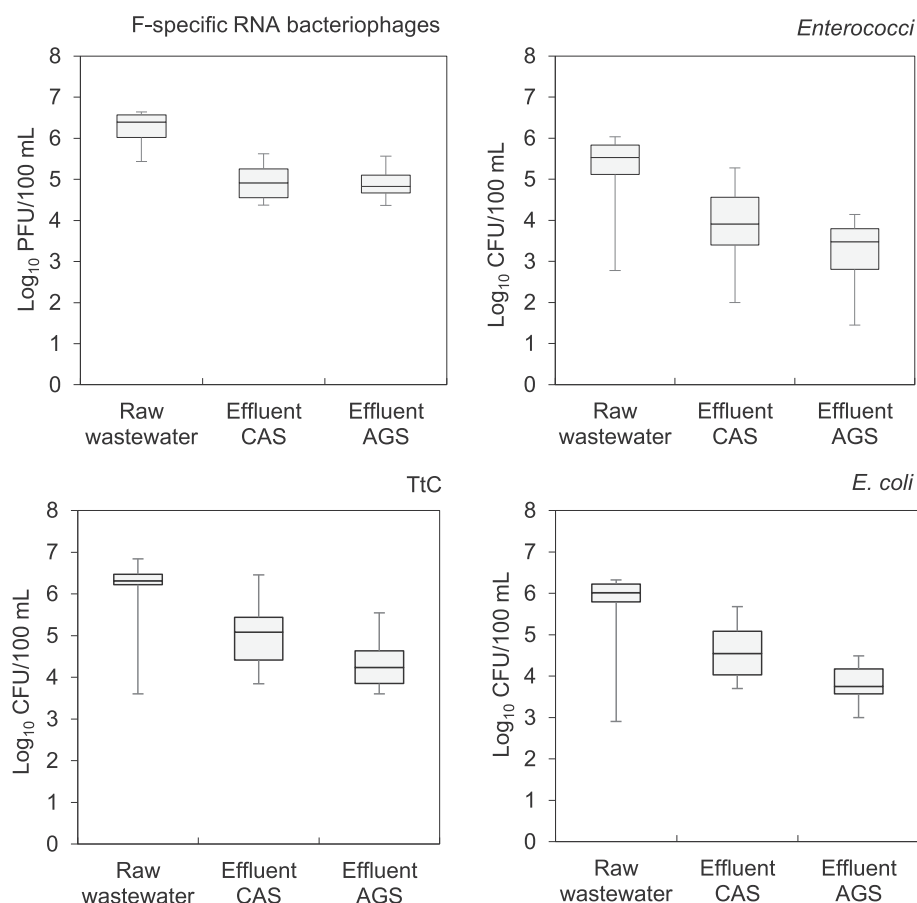 F-specific RNA bacteriophages
Log10 PFU/100 mL
8
7
6
5
4
3
2
1
0
Raw wastewater
Effluent CAS
Effluent AGS
Enterococci
Log10 CFU/100 mL
8
7
6
5
4
3
2
1
0
Raw wastewater
Effluent CAS
Effluent AGS
TtC
Log10 CFU/100 mL
8
7
6
5
4
3
2
1
0
Raw wastewater
Effluent CAS
Effluent AGS
E. coli
Log10 CFU/100 mL
8
7
6
5
4
3
2
1
0
Raw wastewater
Effluent CAS
Effluent AGS